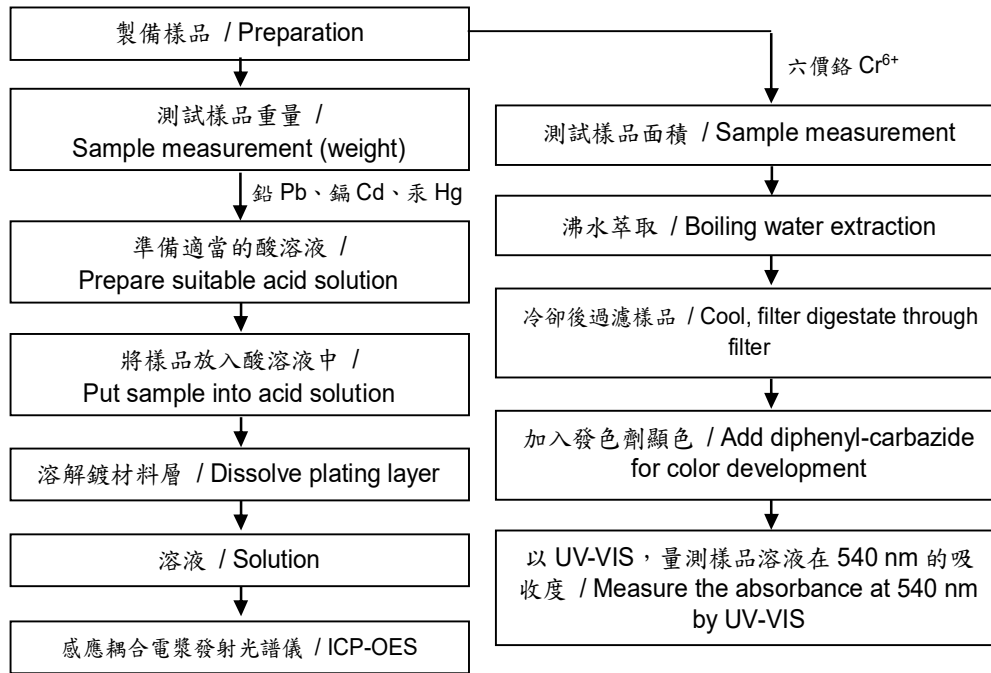 製備樣品 / Preparation
測試樣品重量 /
Sample measurement (weight)
鉛 Pb、鎘 Cd、汞 Hg
準備適當的酸溶液 /
Prepare suitable acid solution
將樣品放入酸溶液中 /
Put sample into acid solution
溶解鍍材料層 / Dissolve plating layer
溶液 / Solution
感應耦合電漿發射光譜儀 / ICP-OES
六價鉻 Cr⁶⁺
測試樣品面積 / Sample measurement
沸水萃取 / Boiling water extraction
冷卻後過濾樣品 / Cool, filter digestate through
filter
加入發色劑顯色 / Add diphenyl-carbazide
for color development
以 UV-VIS，量測樣品溶液在 540 nm 的吸
收度 / Measure the absorbance at 540 nm
by UV-VIS